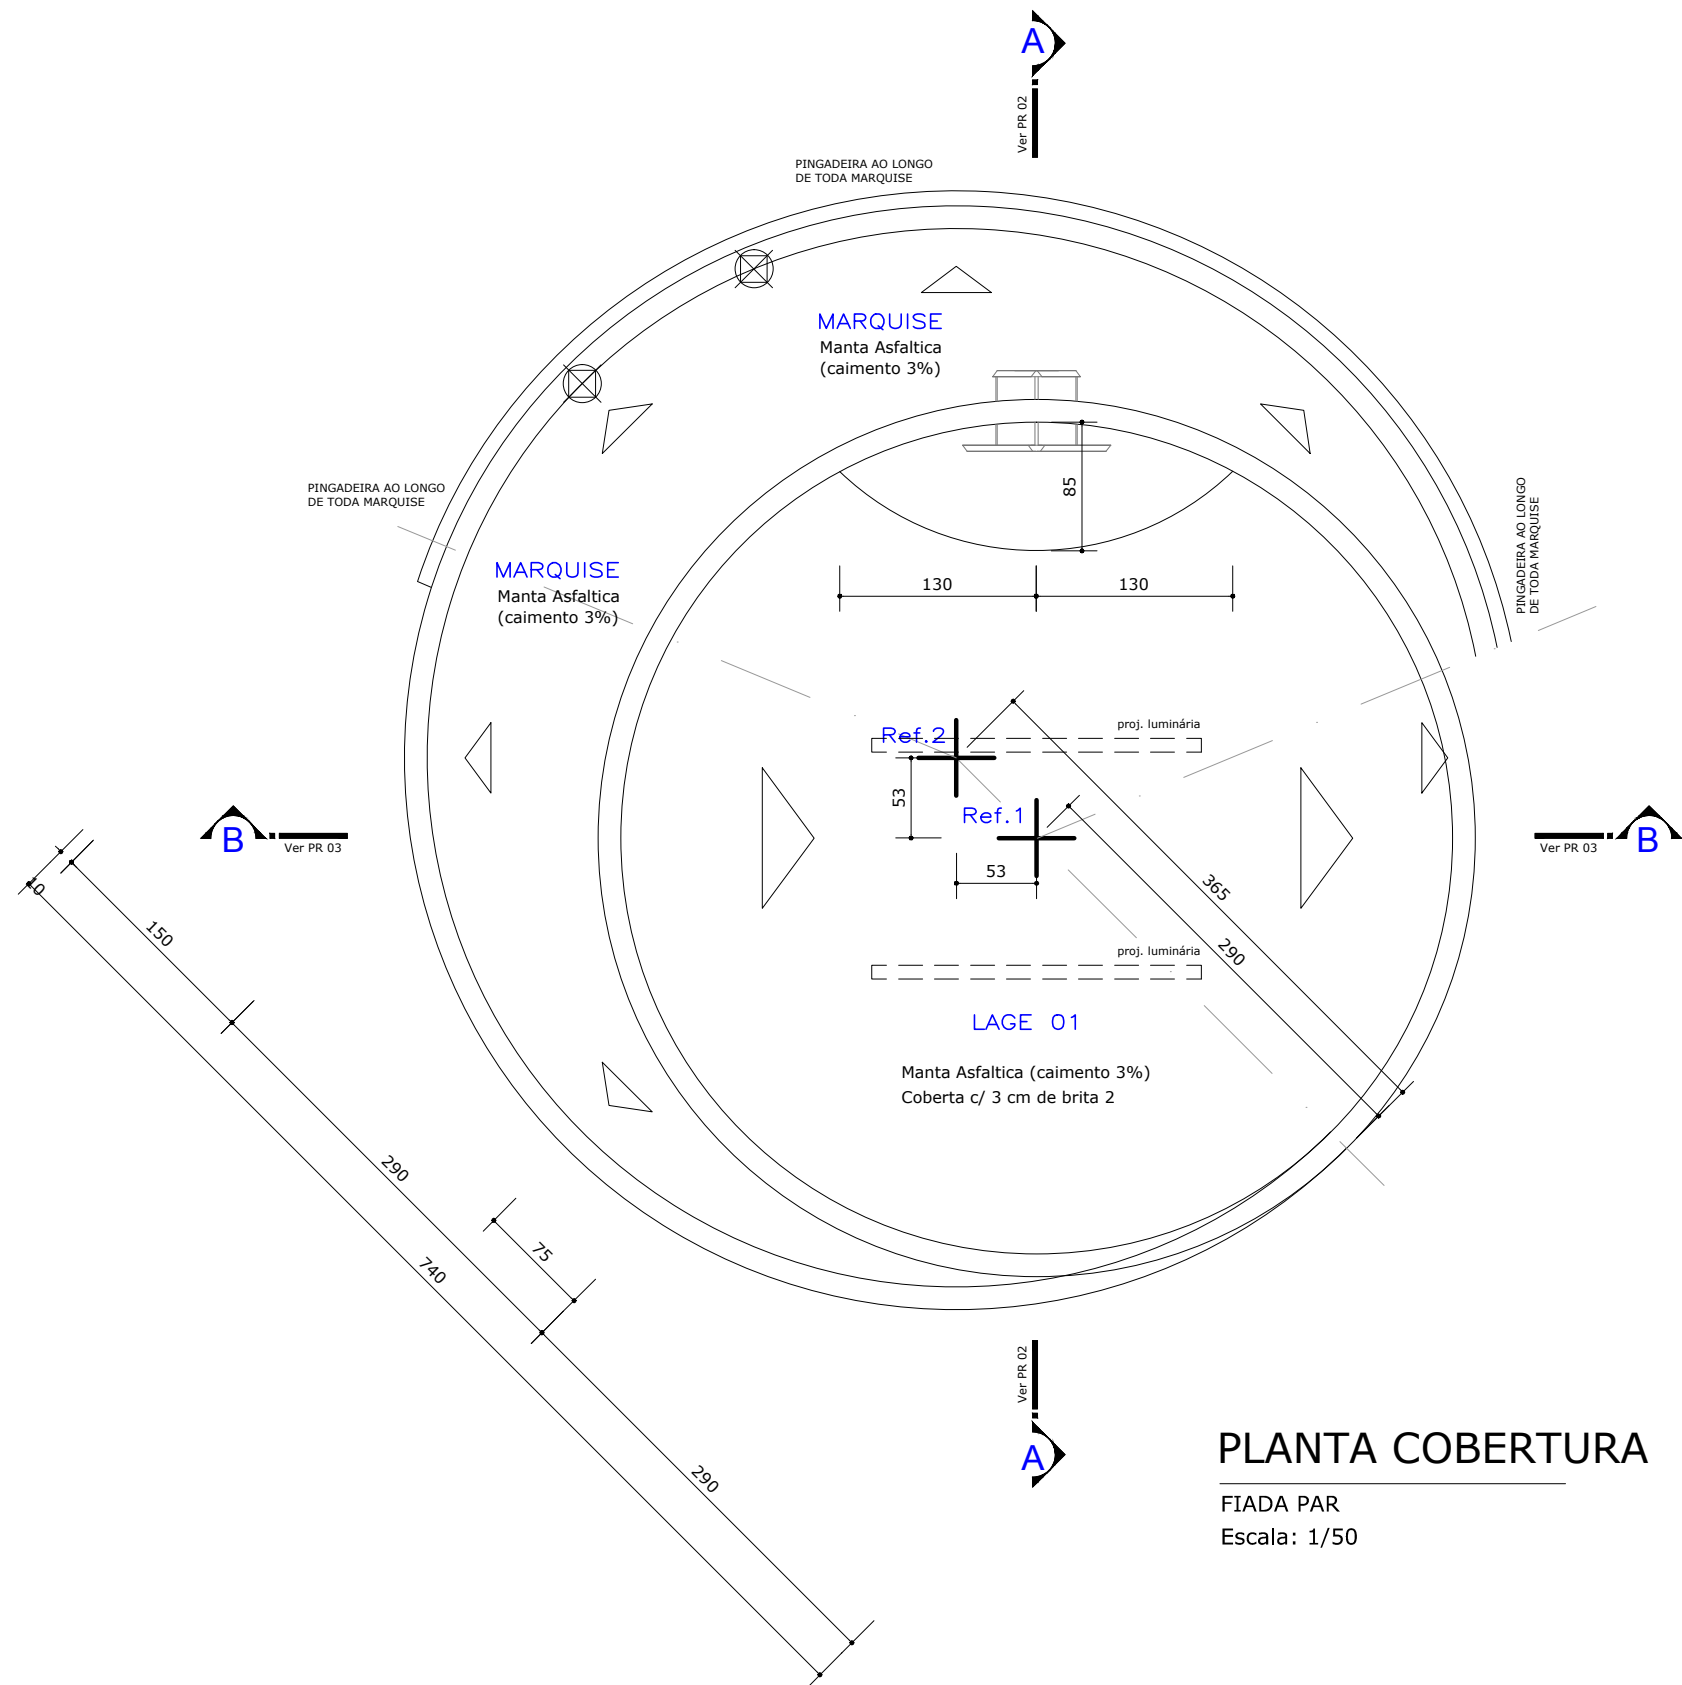 A
Ver PR 02
PINGADEIRA AO LONGO
DE TODA MARQUISE
MARQUISE
Manta Asfaltica
(caimento 3%)
85
PINGADEIRA AO LONGO
DE TODA MARQUISE
PINGADEIRA AO LONGO
DE TODA MARQUISE
MARQUISE
Manta Asfaltica
(caimento 3%)
130
130
proj. luminária
Ref.2
53
Ref.1
53
B
Ver PR 03
Ver PR 03
B
365
290
10
150
proj. luminária
LAGE 01
Manta Asfaltica (caimento 3%)
Coberta c/ 3 cm de brita 2
290
75
740
290
Ver PR 02
A
PLANTA COBERTURA
FIADA PAR
Escala: 1/50